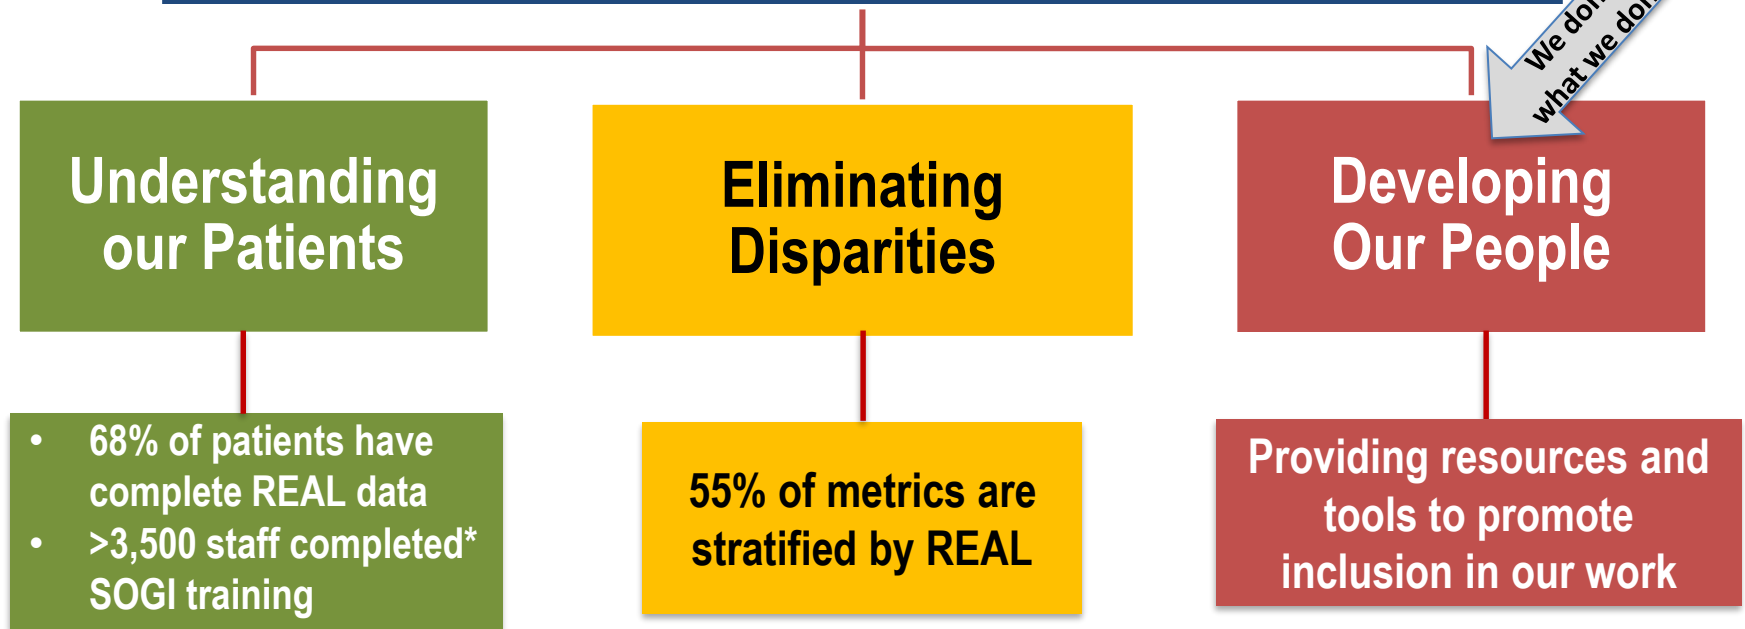 We don
what we don
Understanding
our Patients
Eliminating
Disparities
Developing
Our People
• 68% of patients have
complete REAL data
• >3,500 staff completed*
SOGI training
55% of metrics are
stratified by REAL
Providing resources and
tools to promote
inclusion in our work